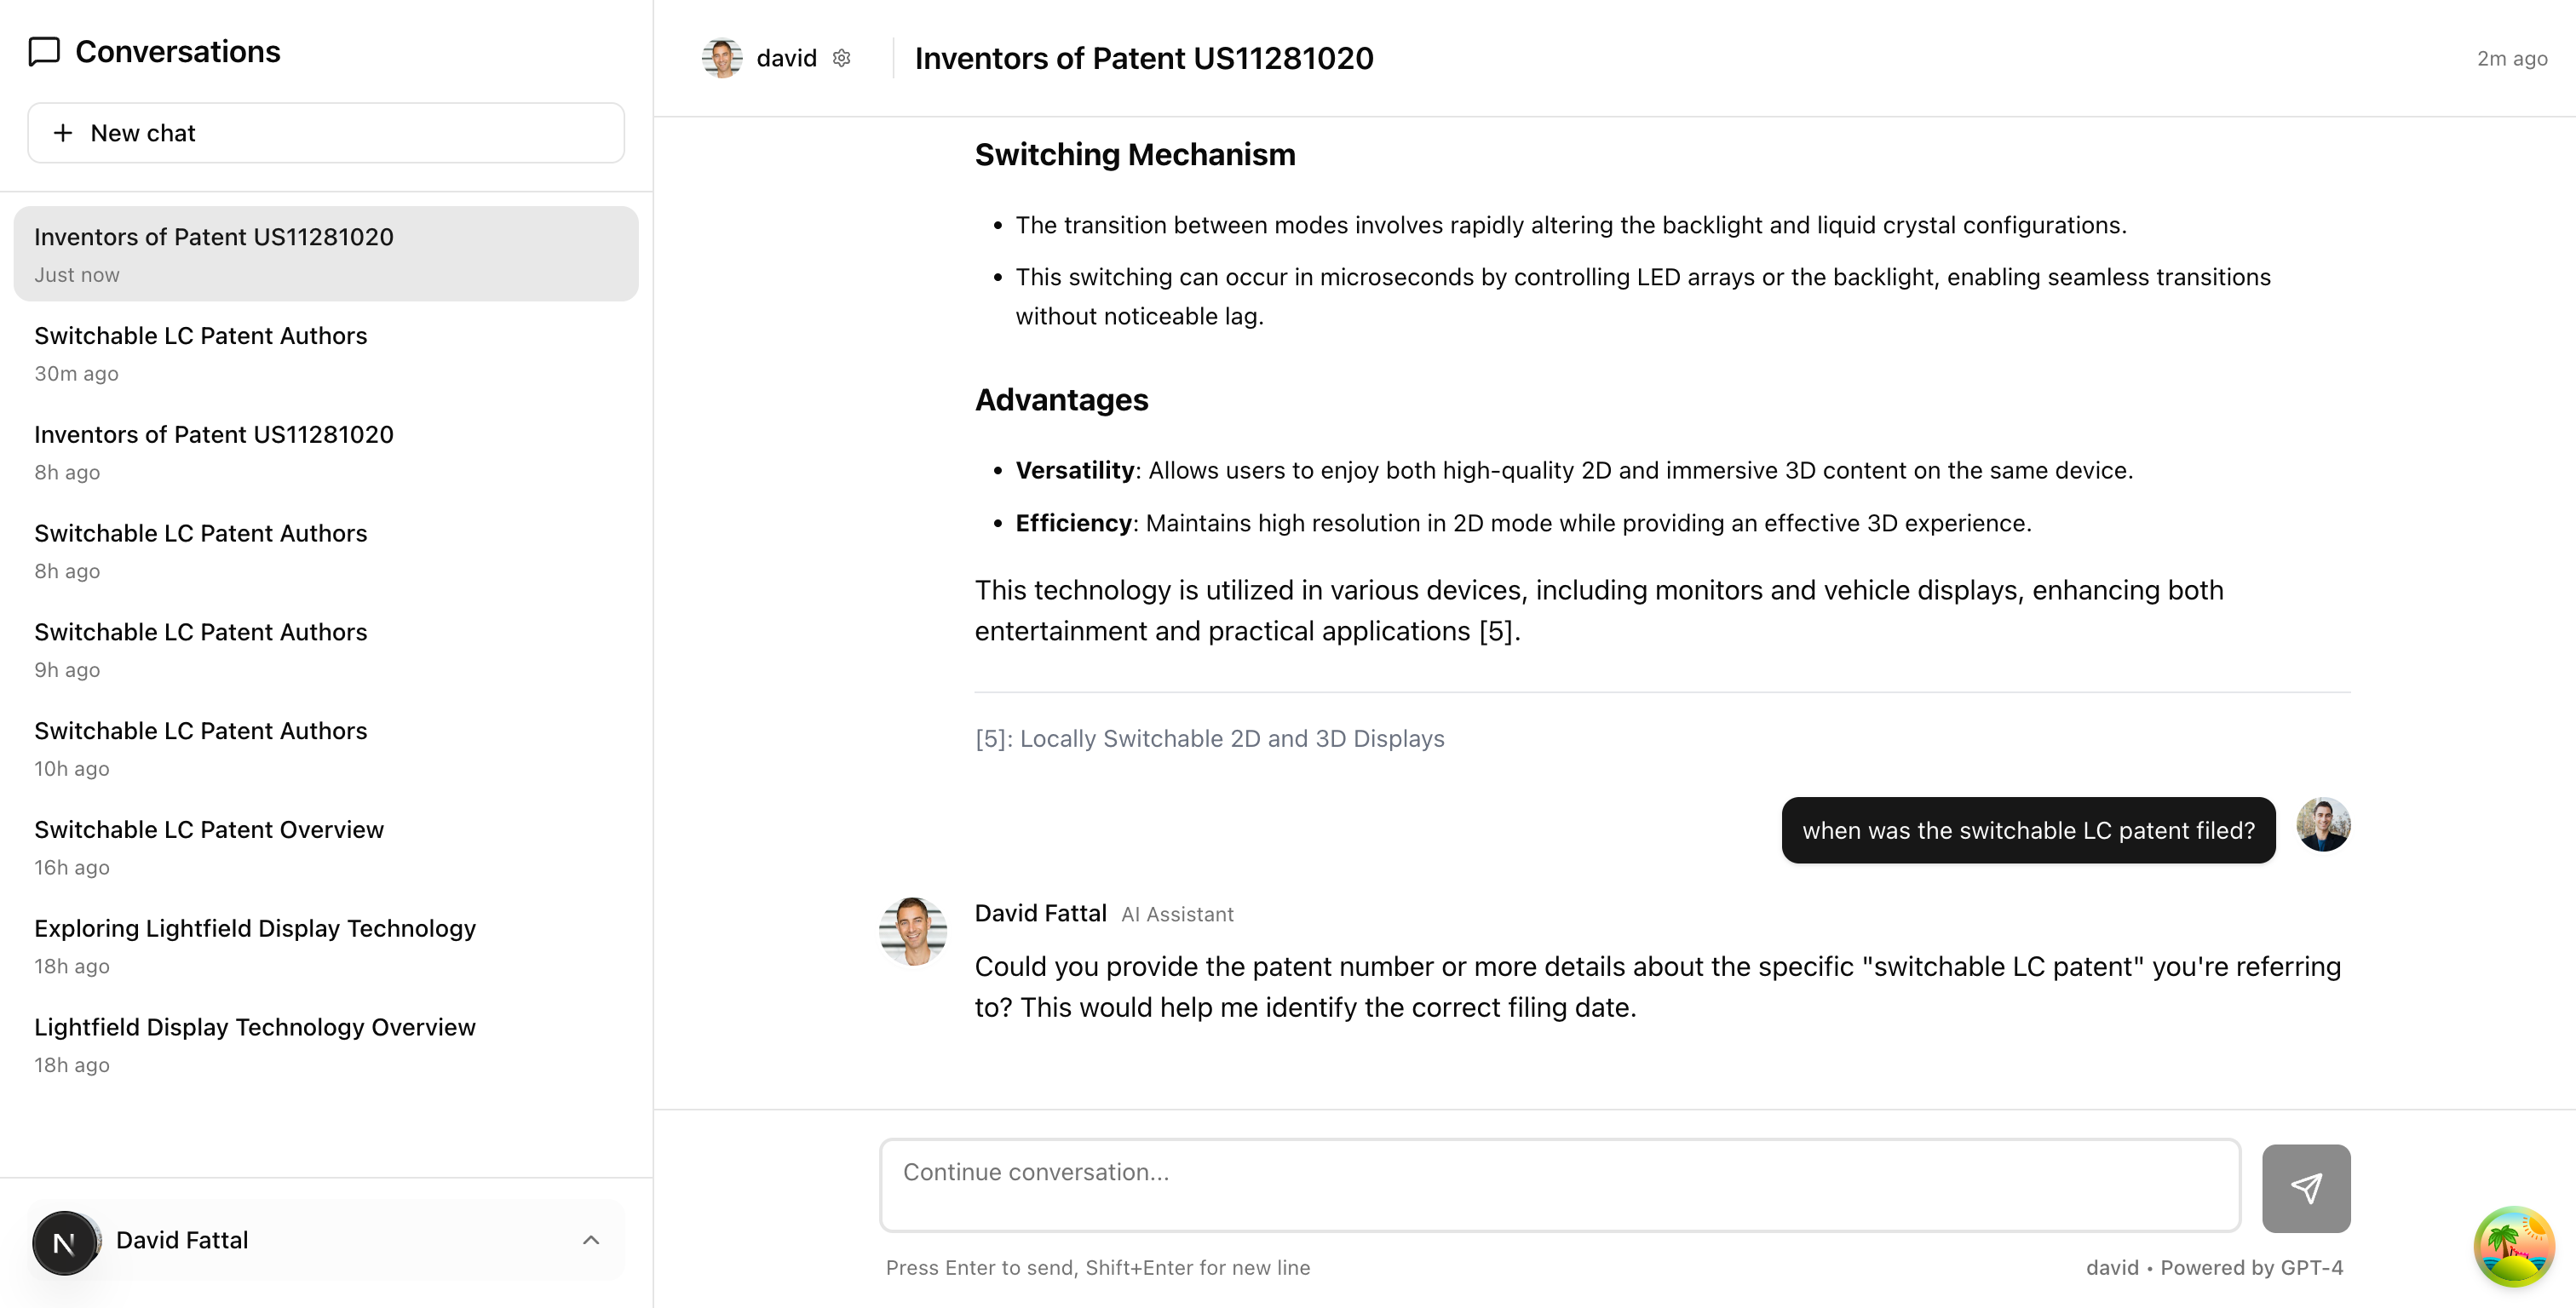 Conversations
New chat
Inventors of Patent US11281020
Just now
Switchable LC Patent Authors
30m ago
Inventors of Patent US11281020
8h ago
Switchable LC Patent Authors
8h ago
Switchable LC Patent Authors
9h ago
Switchable LC Patent Authors
10h ago
Switchable LC Patent Overview
16h ago
Exploring Lightfield Display Technology
18h ago
Lightfield Display Technology Overview
18h ago
N
David Fattal
david
Inventors of Patent US11281020
2m ago
Switching Mechanism
• The transition between modes involves rapidly altering the backlight and liquid crystal configurations.
• This switching can occur in microseconds by controlling LED arrays or the backlight, enabling seamless transitions
without noticeable lag.
Advantages
• Versatility: Allows users to enjoy both high-quality 2D and immersive 3D content on the same device.
• Efficiency: Maintains high resolution in 2D mode while providing an effective 3D experience.
This technology is utilized in various devices, including monitors and vehicle displays, enhancing both
entertainment and practical applications [5].
[5]: Locally Switchable 2D and 3D Displays
when was the switchable LC patent filed?
David Fattal AI Assistant
Could you provide the patent number or more details about the specific "switchable LC patent" you're referring
to? This would help me identify the correct filing date.
Continue conversation...
Press Enter to send, Shift+Enter for new line
david • Powered by GPT-4